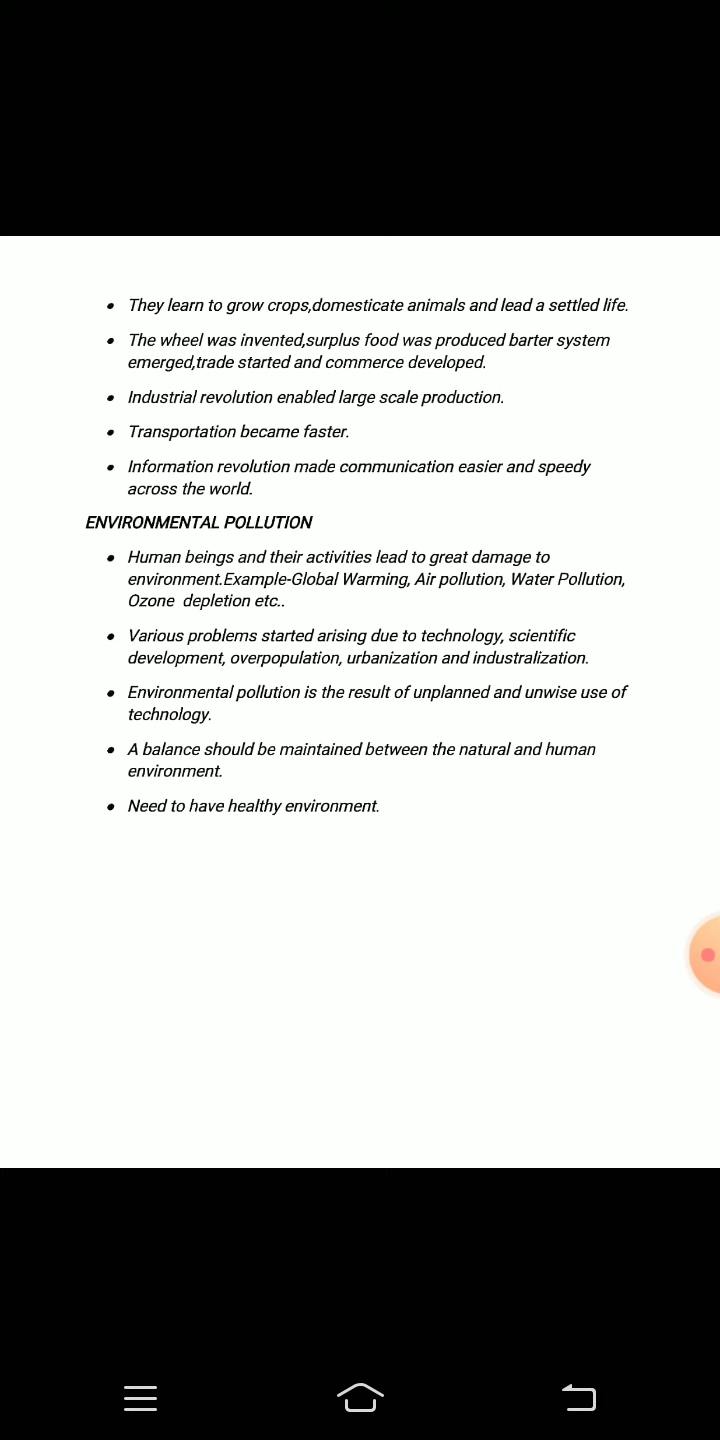 • They learn to grow crops,domesticate animals and lead a settled life.
• The wheel was invented,surplus food was produced barter system
emerged,trade started and commerce developed.
• Industrial revolution enabled large scale production.
• Transportation became faster.
• Information revolution made communication easier and speedy
across the world.
ENVIRONMENTAL POLLUTION
• Human beings and their activities lead to great damage to
environment.Example-Global Warming, Air pollution, Water Pollution,
Ozone  depletion etc..
• Various problems started arising due to technology, scientific
development, overpopulation, urbanization and industralization.
• Environmental pollution is the result of unplanned and unwise use of
technology.
• A balance should be maintained between the natural and human
environment.
• Need to have healthy environment.